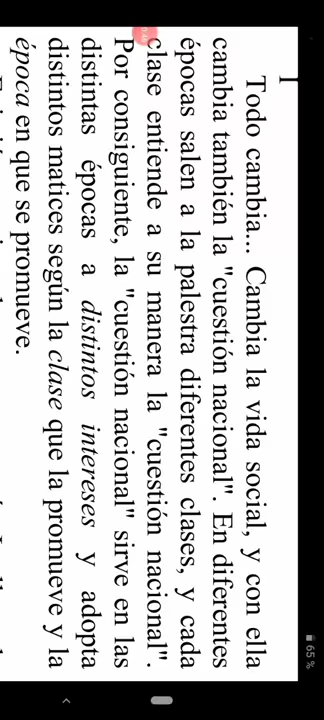 I
Todo cambia... Cambia la vida social, y con ella
cambia también la "cuestión nacional". En diferentes
épocas salen a la palestra diferentes clases, y cada
clase entiende a su manera la "cuestión nacional".
Por consiguiente, la "cuestión nacional" sirve en las
distintas épocas a distintos intereses y adopta
distintos matices según la clase que la promueve y la
época en que se promueve.
65 %